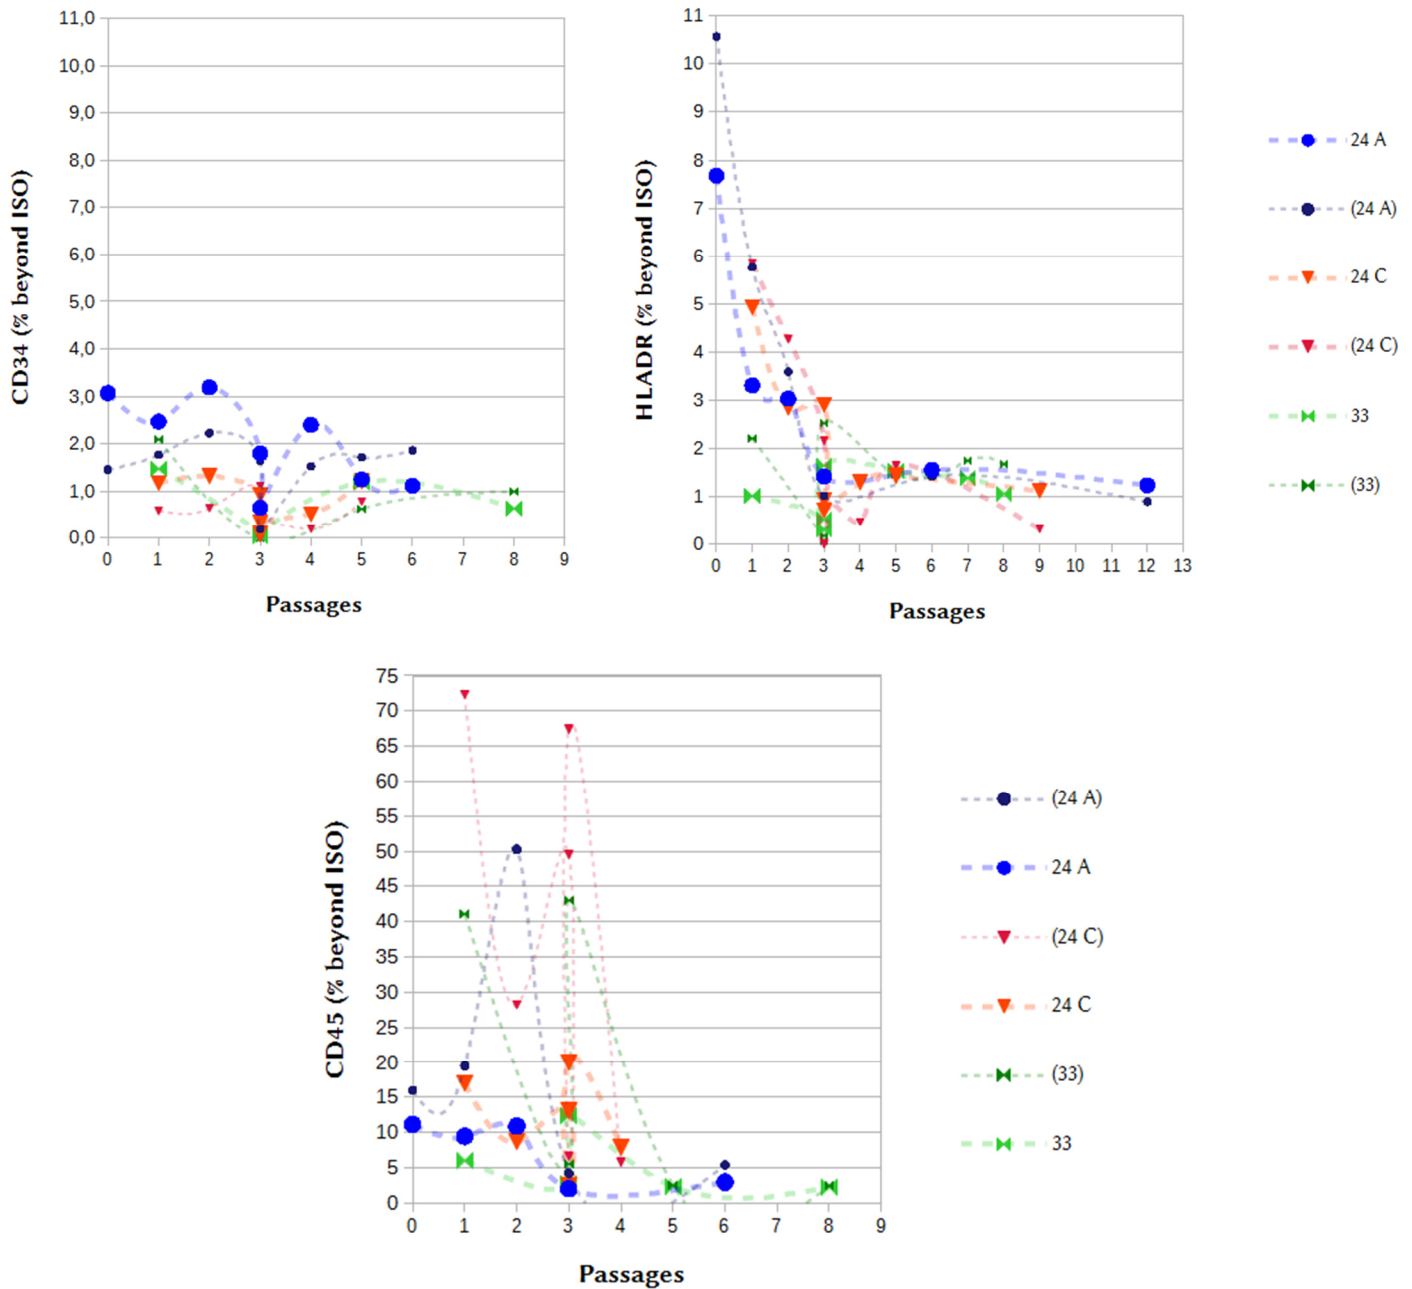 CD34 (% beyond ISO)
11,0
10,0
9,0
8,0
7,0
6,0
5,0
4,0
3,0
2,0
1,0
0,0
0 1 2 3 4 5 6 7 8 9
Passages
HLADR (% beyond ISO)
11
10
9
8
7
6
5
4
3
2
1
0
0 1 2 3 4 5 6 7 8 9 10 11 12 13
Passages
24 A
(24 A)
24 C
(24 C)
33
(33)
CD45 (% beyond ISO)
75
70
65
60
55
50
45
40
35
30
25
20
15
10
5
0
0 1 2 3 4 5 6 7 8 9
Passages
(24 A)
24 A
(24 C)
24 C
(33)
33